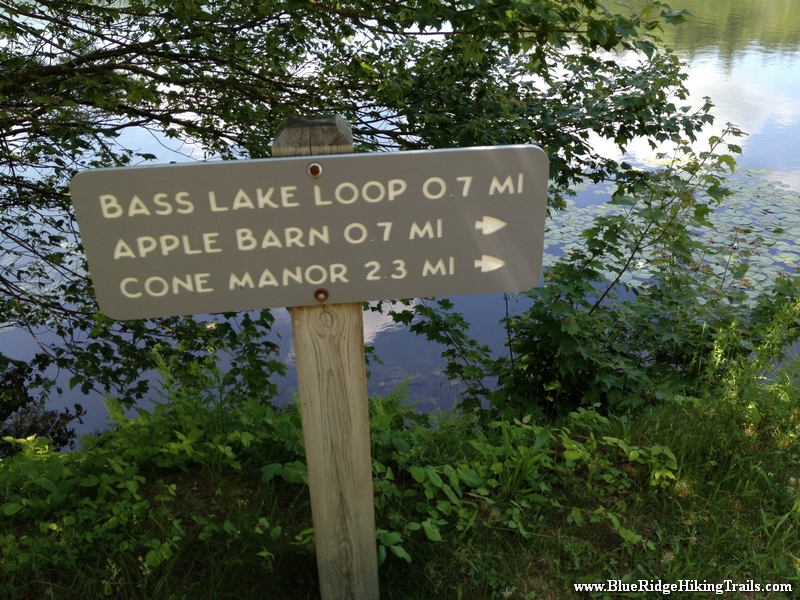 BASS LAKE LOOP 0.7 MI
APPLE BARN 0.7 MI
CONE MANOR 2.3 MI
www.BlueRidgeHikingTrails.com